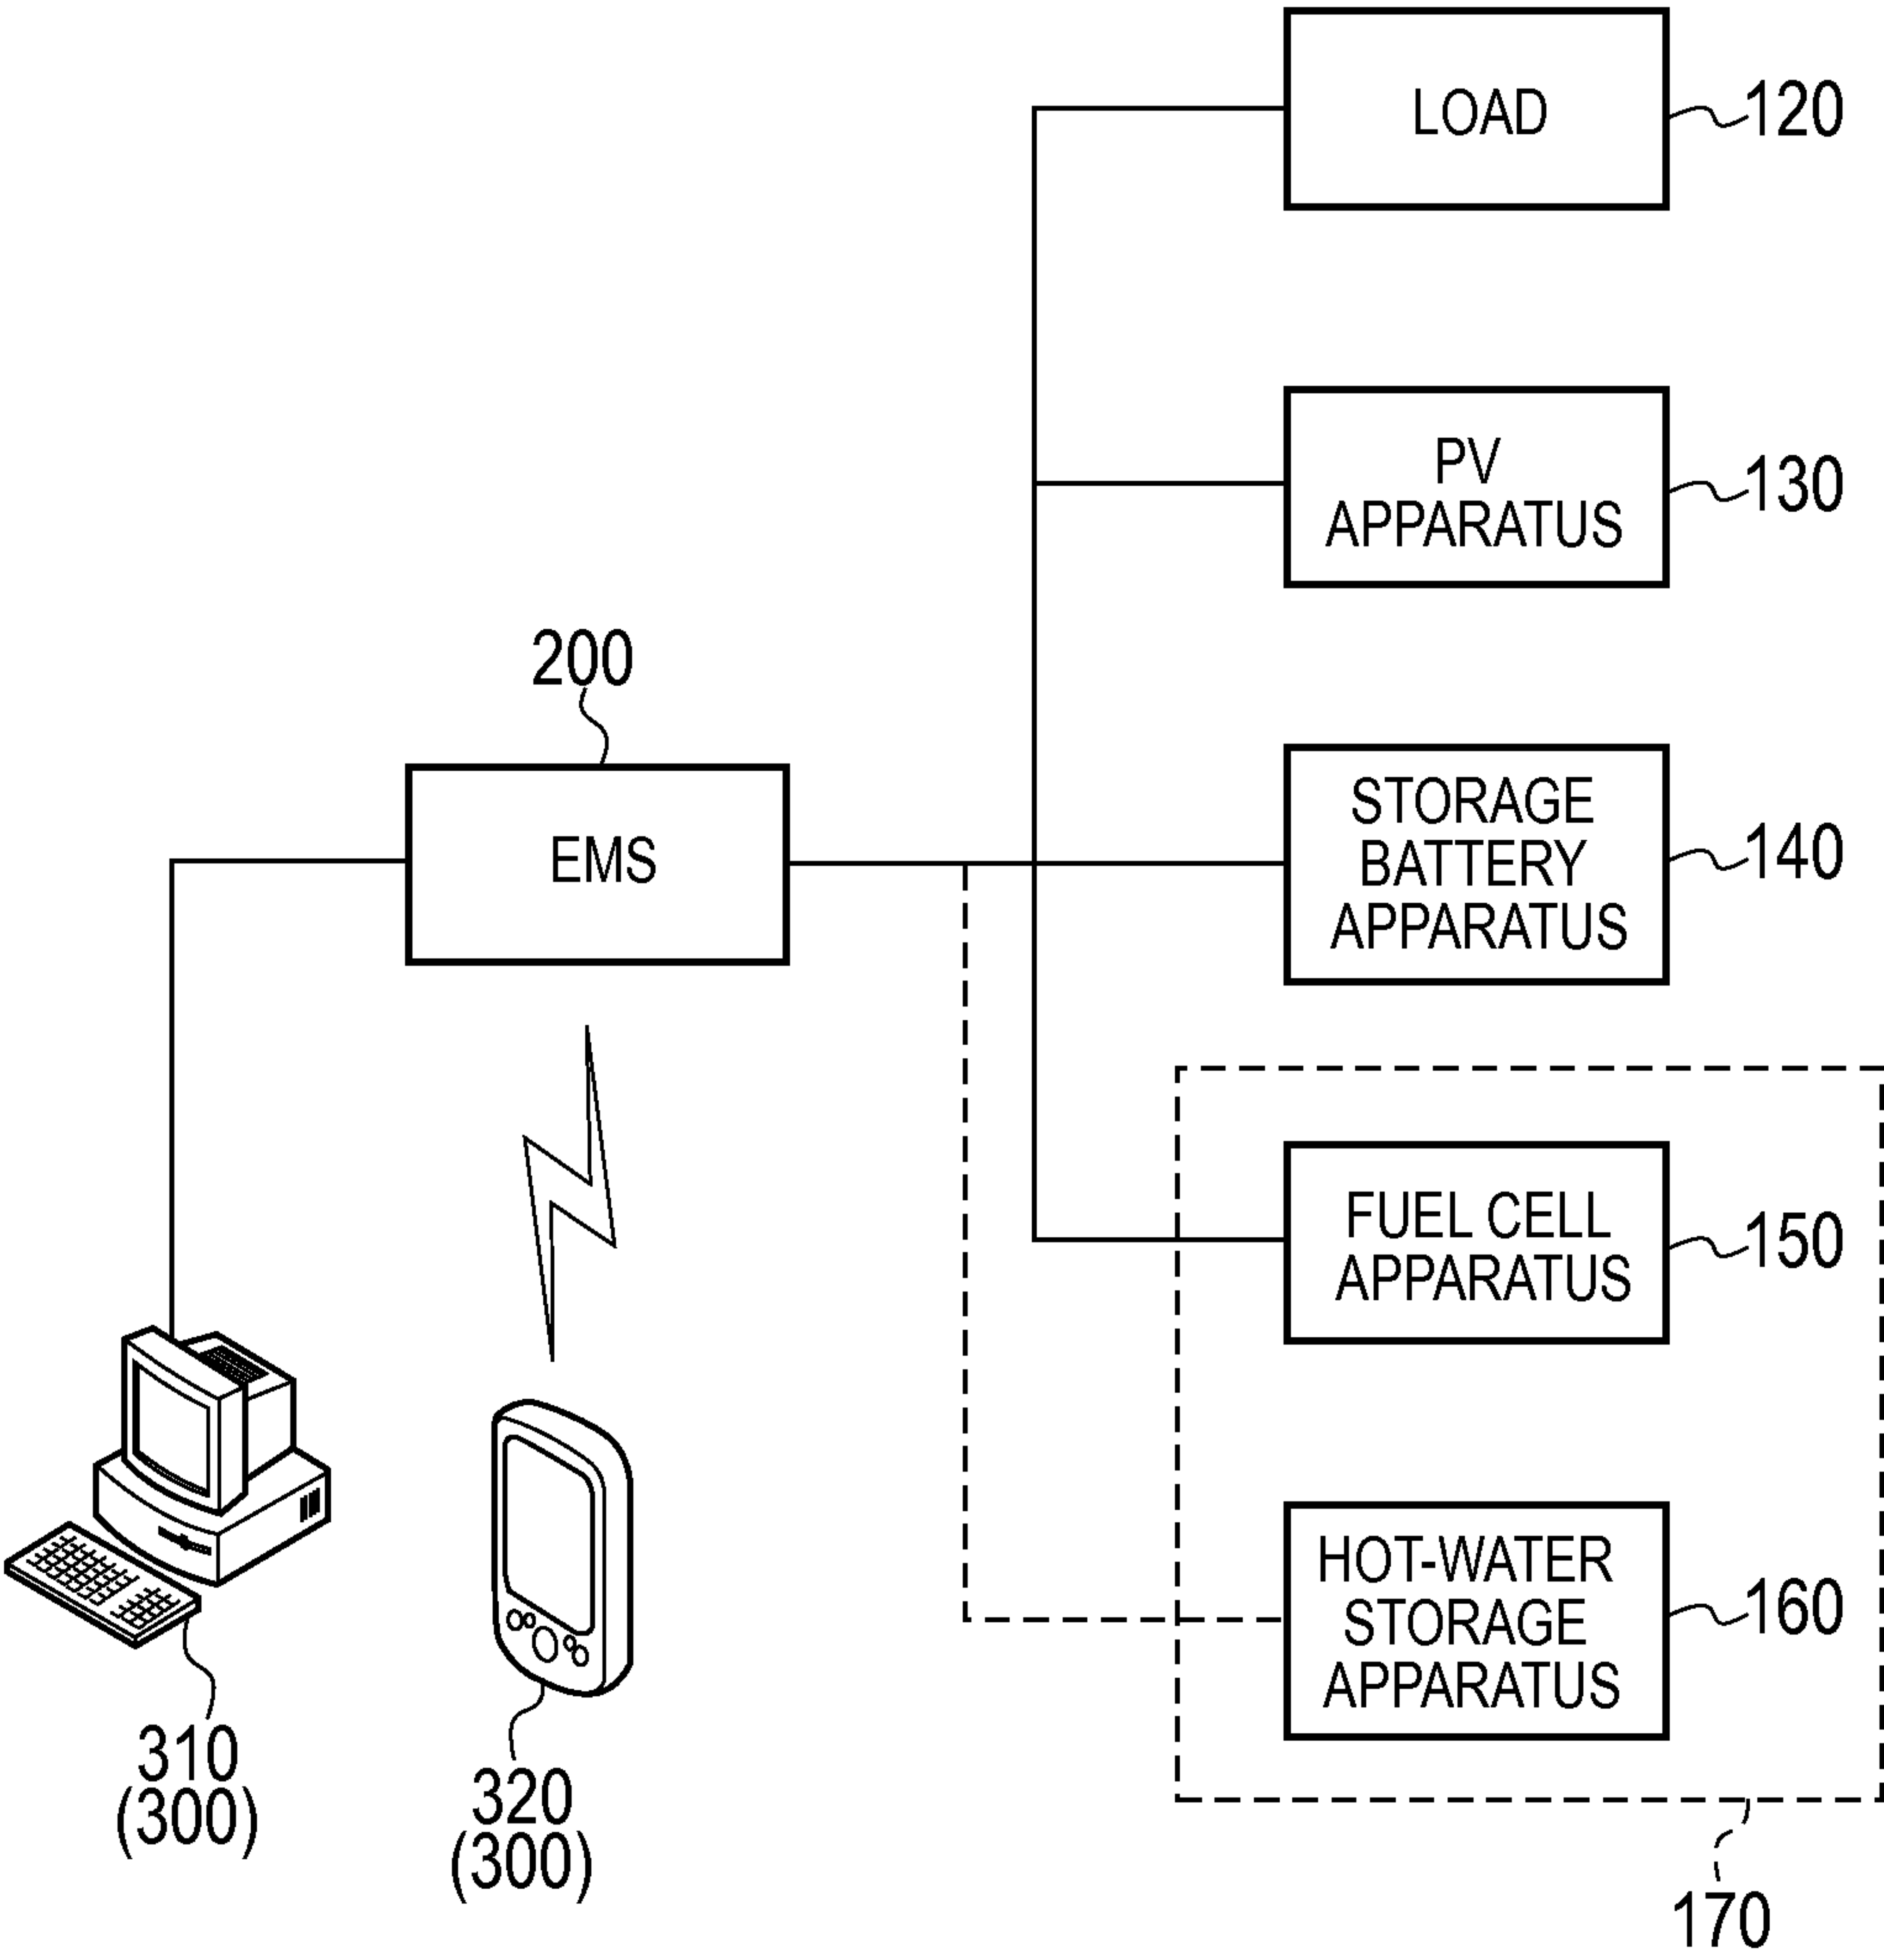 LOAD
120
PV
APPARATUS
130
200
EMS
STORAGE
BATTERY
APPARATUS
140
FUEL CELL
APPARATUS
150
HOT-WATER
STORAGE
APPARATUS
160
310
(300)
320
(300)
170